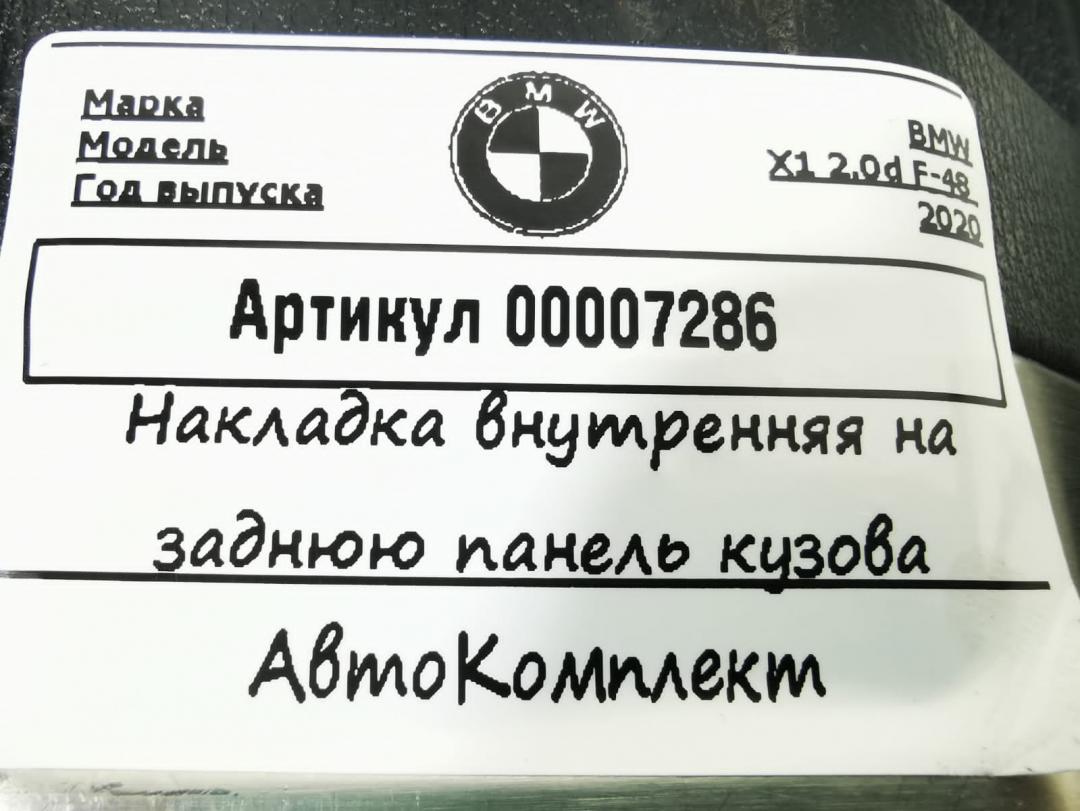 Марка
Модель
Год выпуска
BMW
BMW
X1 2.0d F-48
2020
Артикул 00007286
Накладка внутренняя на
заднюю панель кузова
АвтоКомплект